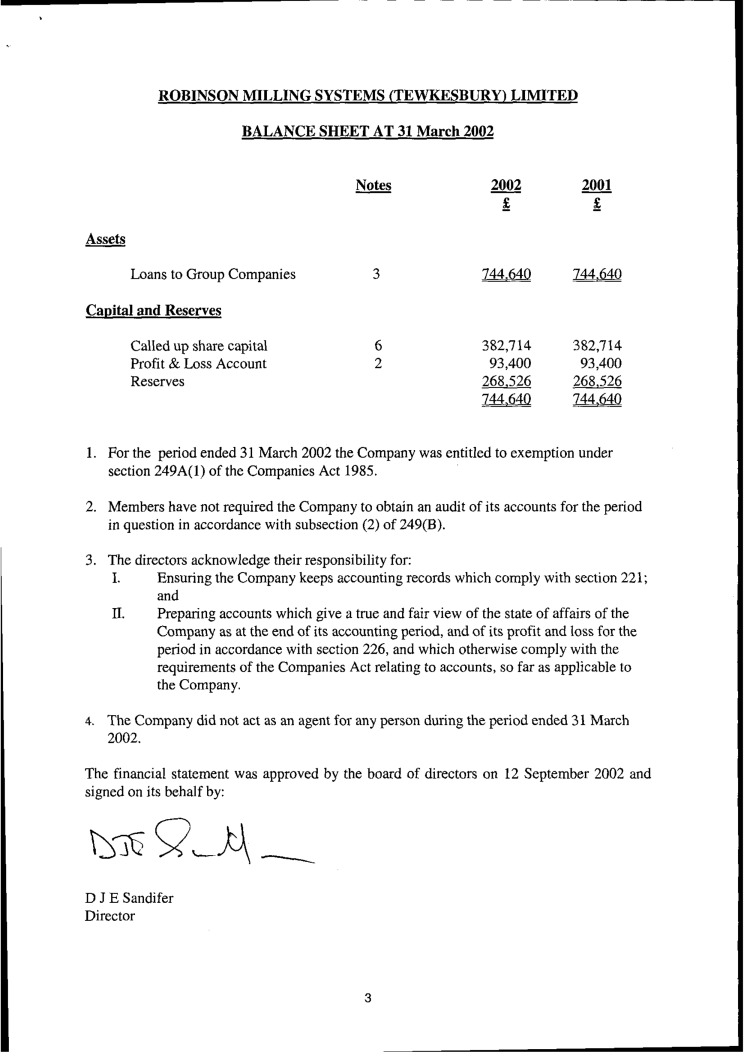 ROBINSON MILLING SYSTEMS (TEWKESBURY) LIMITED
BALANCE SHEET AT 31 March 2002
Notes 2002 2001
£ £
Assets
Loans to Group Companies 3 744,640 744,640
Capital and Reserves
Called up share capital 6 382,714 382,714
Profit & Loss Account 2 93,400 93,400
Reserves 268,526 268,526
744,640 744,640
1. For the period ended 31 March 2002 the Company was entitled to exemption under
section 249A(1) of the Companies Act 1985.
2. Members have not required the Company to obtain an audit of its accounts for the period
in question in accordance with subsection (2) of 249(B).
3. The directors acknowledge their responsibility for:
I. Ensuring the Company keeps accounting records which comply with section 221;
and
II. Preparing accounts which give a true and fair view of the state of affairs of the
Company as at the end of its accounting period, and of its profit and loss for the
period in accordance with section 226, and which otherwise comply with the
requirements of the Companies Act relating to accounts, so far as applicable to
the Company.
4. The Company did not act as an agent for any person during the period ended 31 March
2002.
The financial statement was approved by the board of directors on 12 September 2002 and
signed on its behalf by:
D J E Sandifer
Director
3